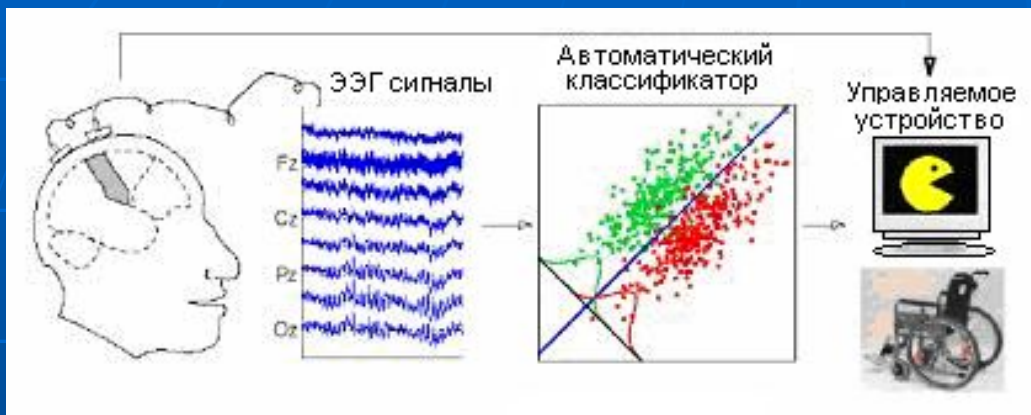 ЭЭГ сигналы
Fz
Cz
Pz
Oz
Автоматический
классификатор
Управляемое
устройство